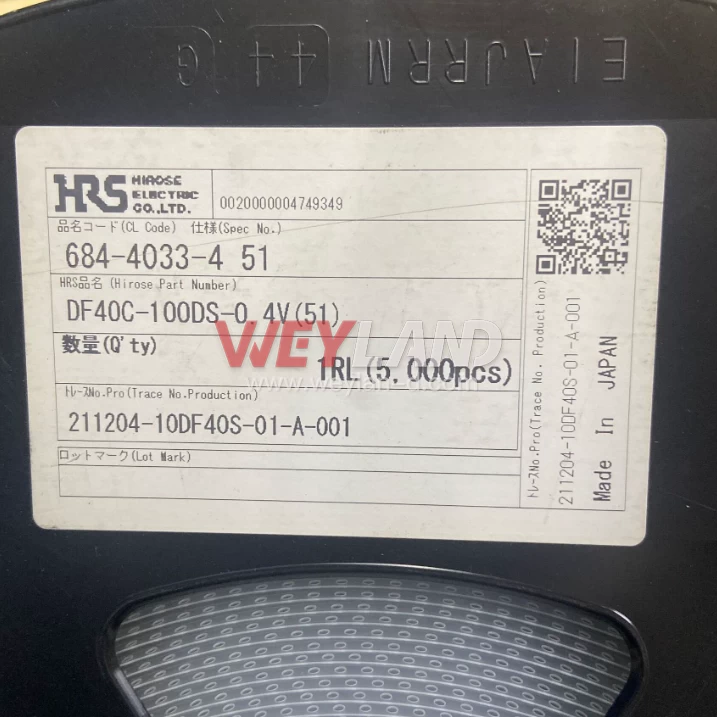 EIAJRRM 44 G
HRS HIROSE
ELECTRIC
CO.,LTD.
0020000004749349
品名コード(CL Code) 仕様(Spec No.)
684-4033-4 51
HRS品名 (Hirose Part Number)
DF40C-100DS-0.4V(51)
数量(Q'ty)
1RL(5,000pcs)
トレースNo.Pro(Trace No.Production)
211204-10DF40S-01-A-001
ロットマーク(Lot Mark)
トレースNo.Pro(Trace No. Production)
211204-10DF40S-01-A-001
Made In JAPAN
WEYLAND